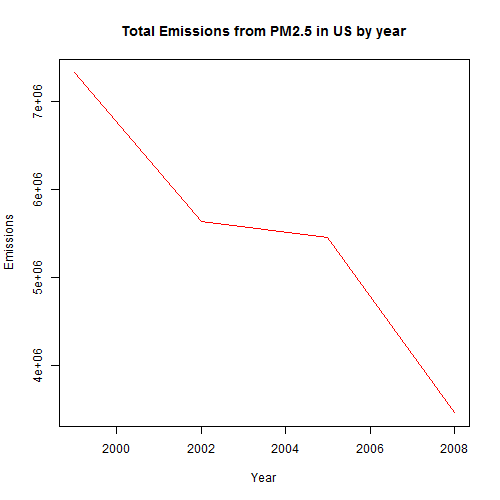 Total Emissions from PM2.5 in US by year
7e+06
6e+06
5e+06
4e+06
Emissions
2000 2002 2004 2006 2008
Year